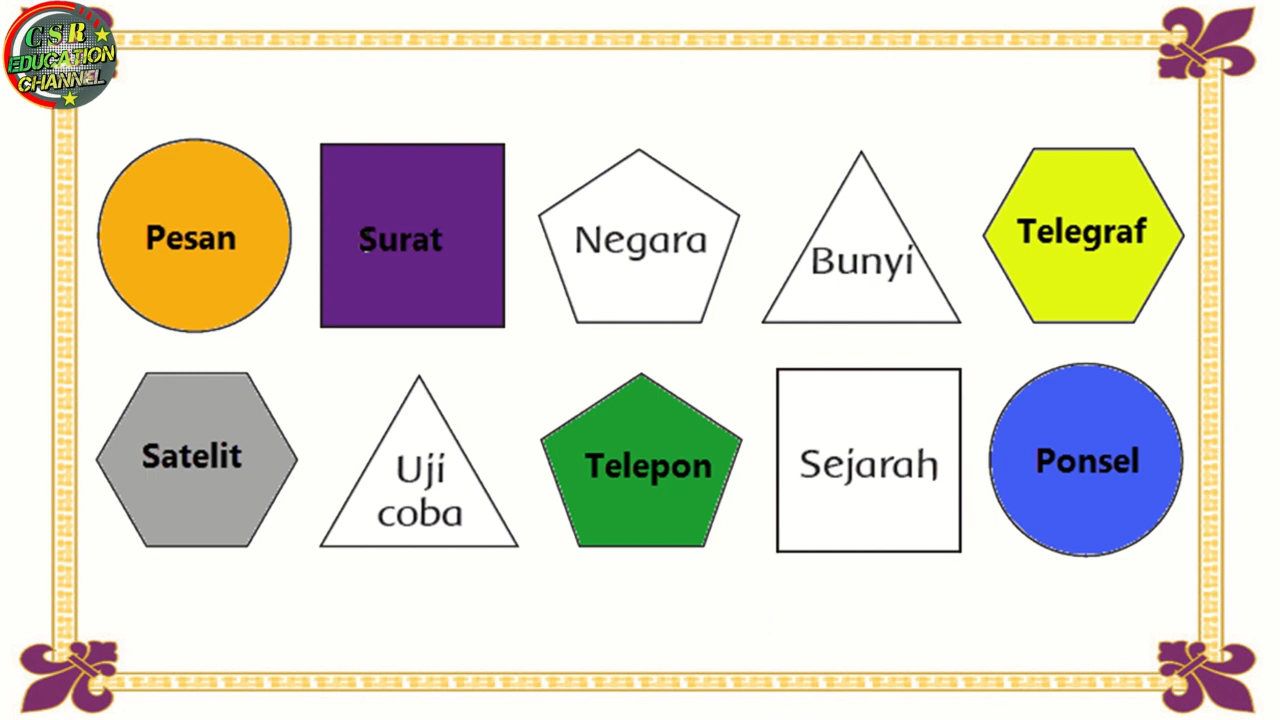 CSR
EDUCATION
CHANNEL
Pesan
Surat
Negara
Bunyi
Telegraf
Satelit
Uji
coba
Telepon
Sejarah
Ponsel